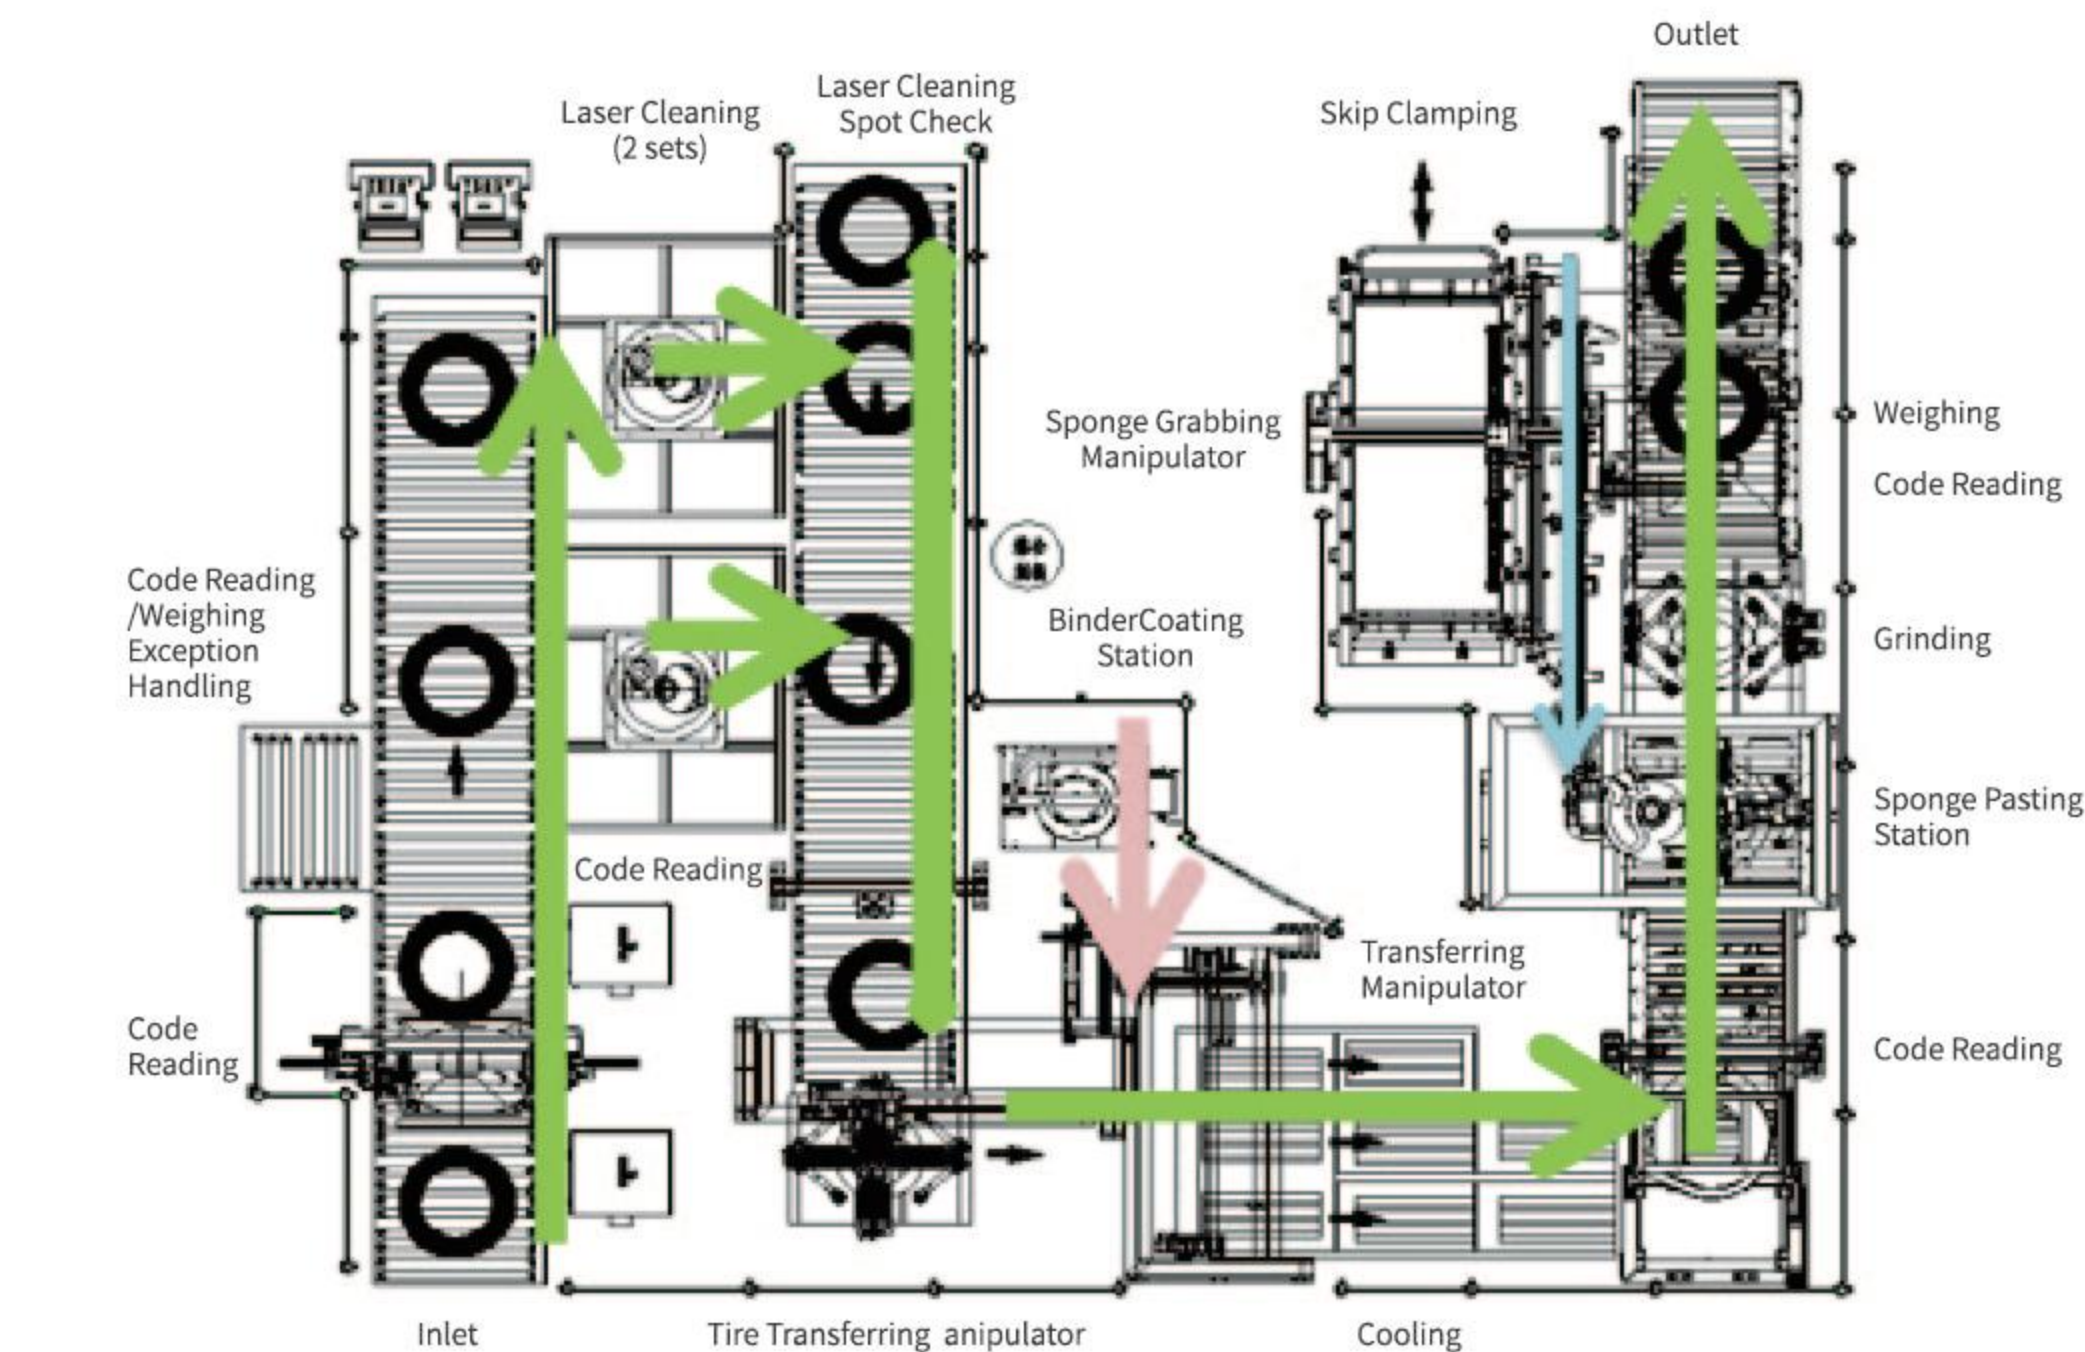 Outlet
Laser Cleaning
Spot Check
Laser Cleaning
(2 sets)
Skip Clamping
Sponge Grabbing
Manipulator
Weighing
Code Reading
Code Reading
/Weighing
Exception
Handling
BinderCoating
Station
Grinding
Sponge Pasting
Station
Code Reading
Transferring
Manipulator
Code
Reading
Code Reading
Inlet
Tire Transferring anipulator
Cooling